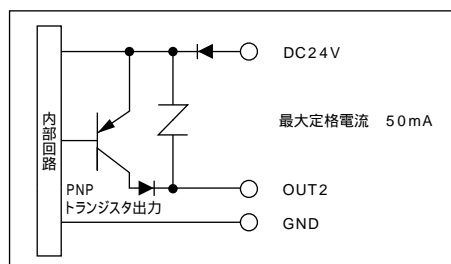 DC24V
内部回路
最大定格電流 50mA
PNP
トランジスタ出力
OUT2
GND